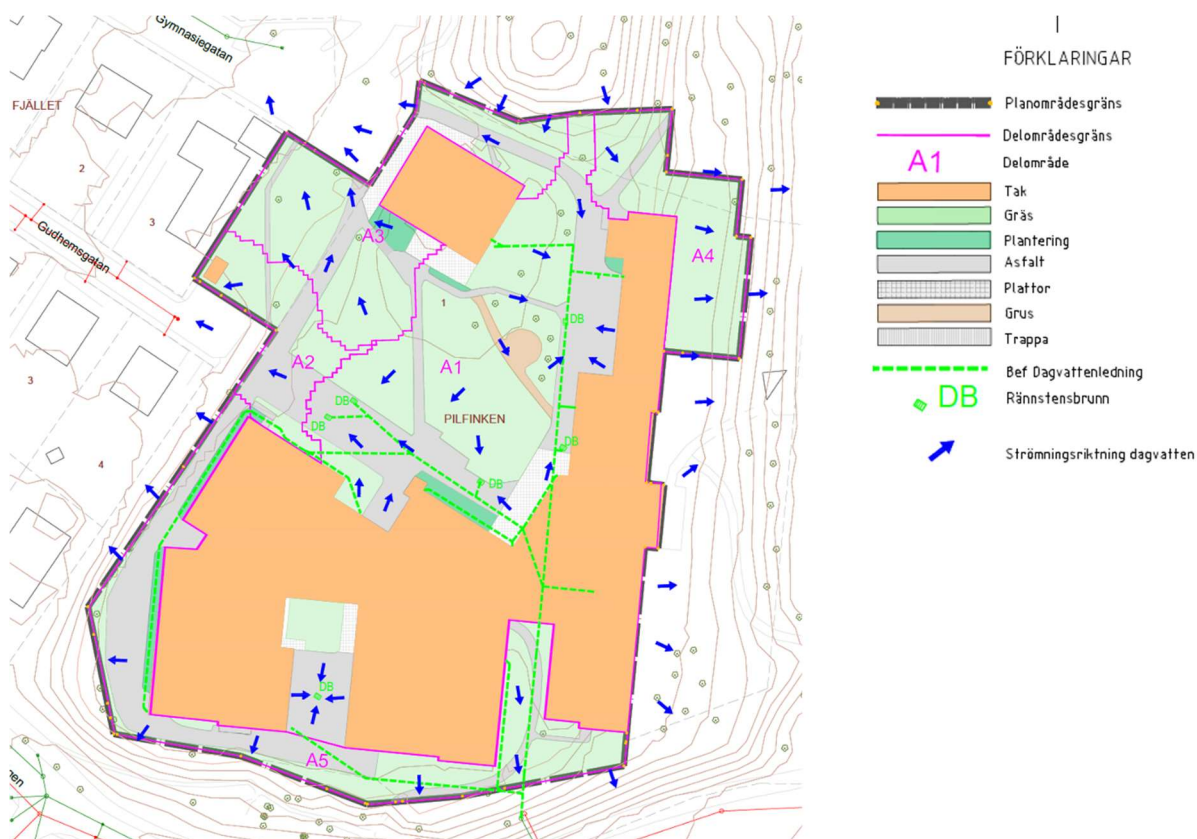 Gymnasiegatan
FJÄLLET
2
3
Gudhemsgatan
3
4
A3
A4
1
DB
A2
A1
PILFINKEN
DB
DB
DB
DB
DB
A5
FÖRKLARINGAR
Planområdesgräns
Delområdesgräns
A1
Delområde
Tak
Gräs
Plantering
Asfalt
Plattor
Grus
Trappa
Bef Dagvattenledning
DB
Rännstensbrunn
Strömningsriktning dagvatten